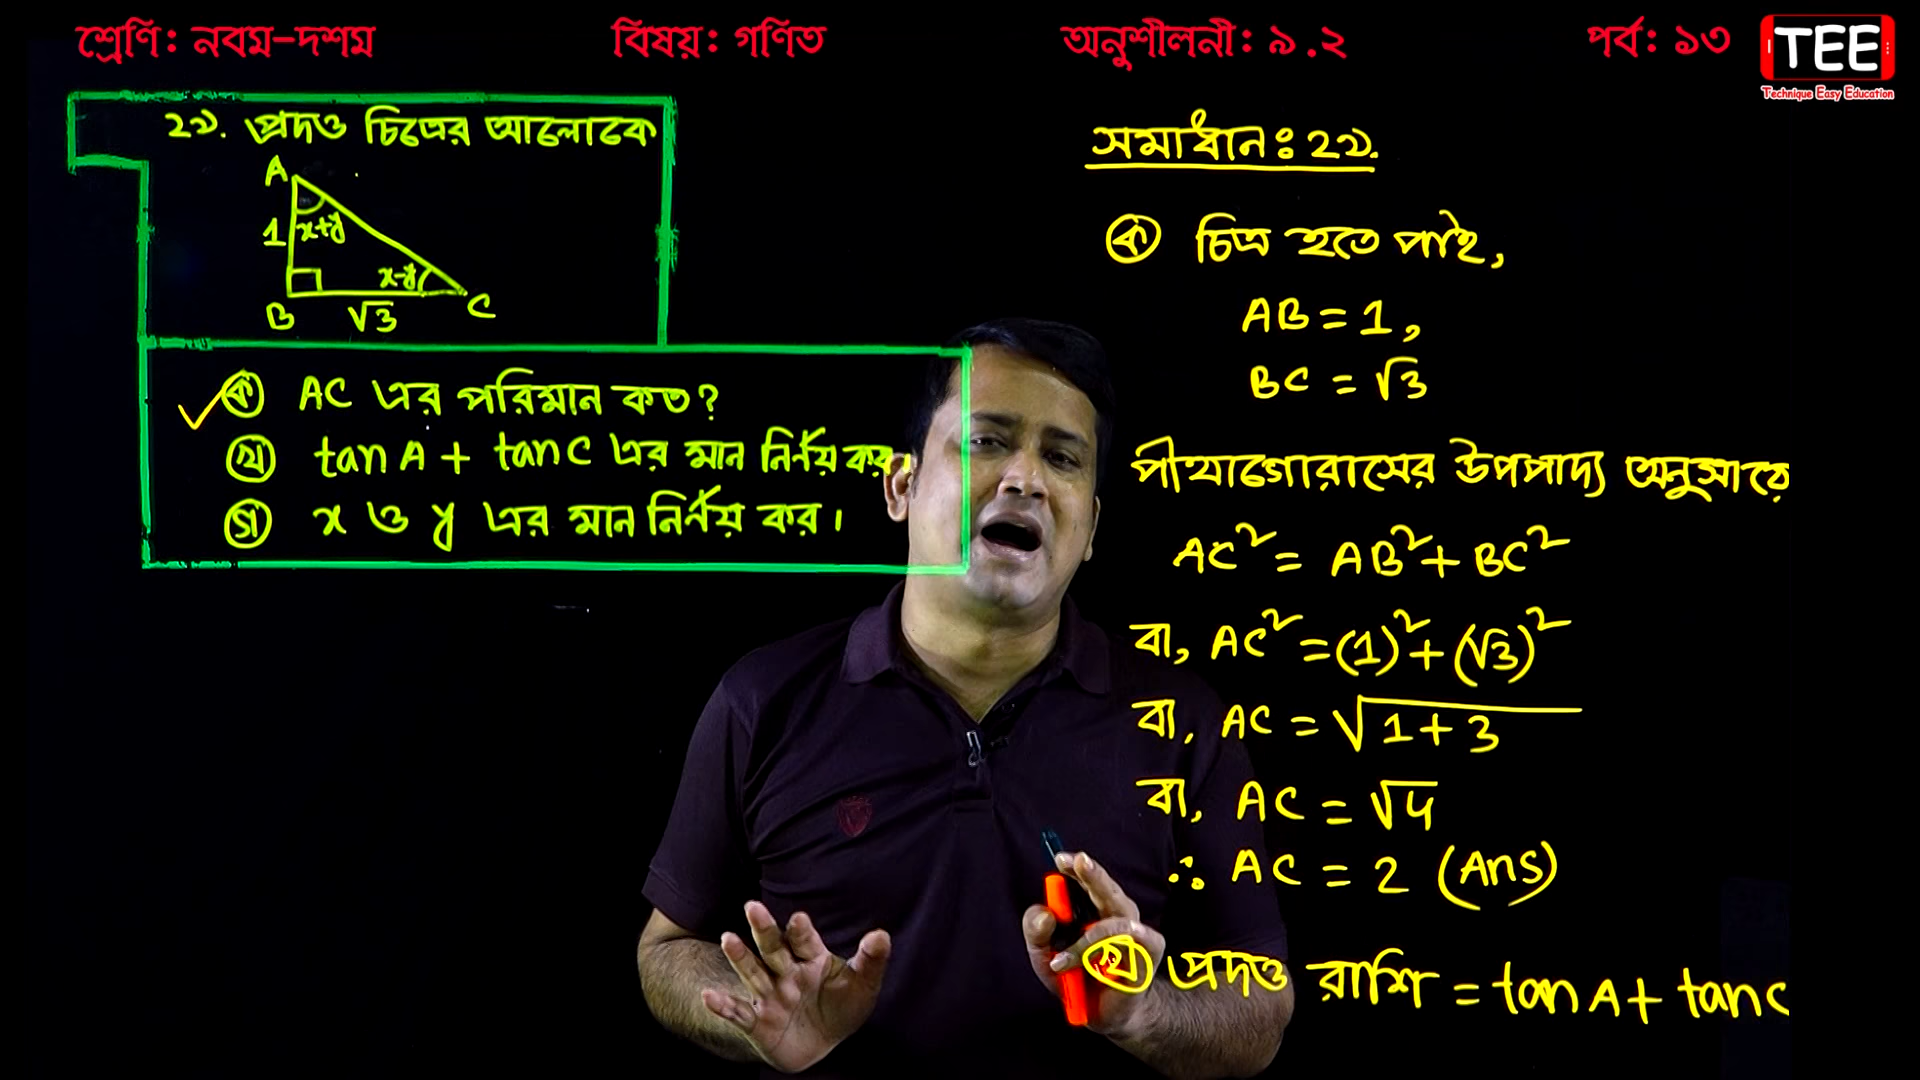 শ্রেণি: নবম-দশম বিষয়: গণিত অনুশীলনী: ৯.২ পর্ব: ১৩
TEE
Technique Easy Education
২৯. প্রদত্ত চিত্রের আলোকে
A
1 x+y
x-y
B √3 C
ক AC এর পরিমান কত?
খ tan A + tan C এর মান নির্ণয় কর।
গ x ও y এর মান নির্ণয় কর।
সমাধান: ২৯.
ক চিত্র হতে পাই,
AB = 1,
BC = √3
পীথাগোরাসের উপপাদ্য অনুসারে
AC² = AB² + BC²
বা, AC² = (1)² + (√3)²
বা, AC = √1+3
বা, AC = √4
∴ AC = 2 (Ans)
খ প্রদত্ত রাশি = tan A + tan C